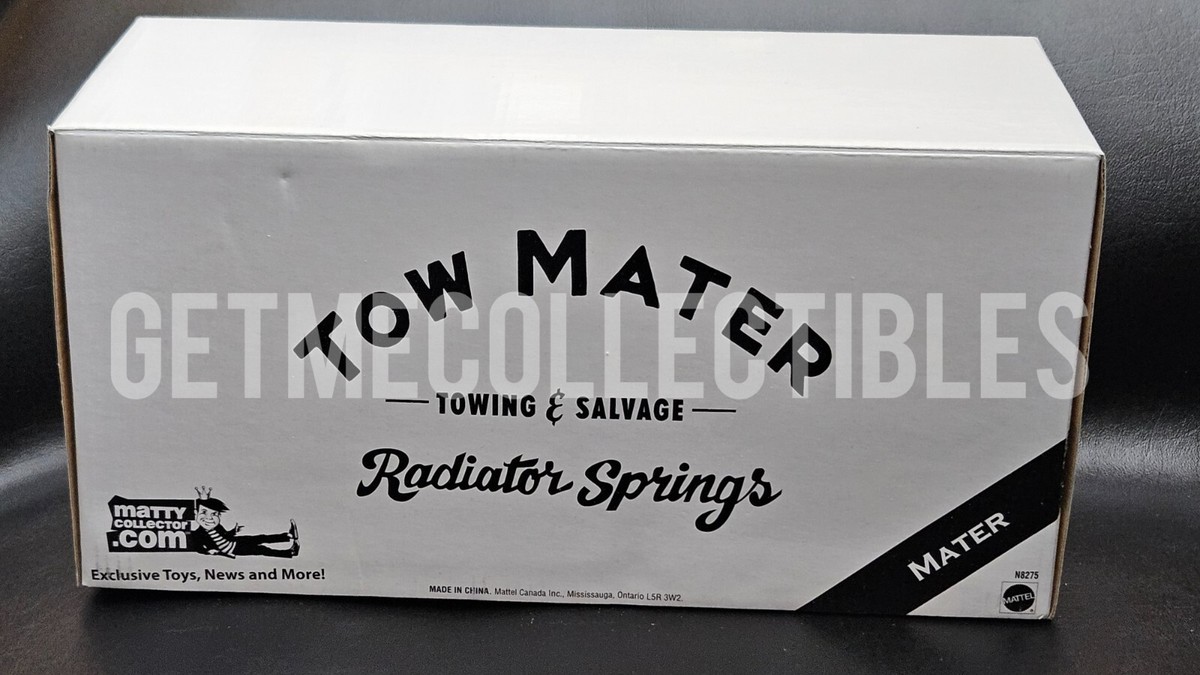 TOW MATER
GETMECOLLECTIBLES
TOWING & SALVAGE
Radiator Springs
maTTY
COLLECTOR
.com
Exclusive Toys, News and More!
MADE IN CHINA. Mattel Canada Inc., Mississauga, Ontario L5R 3W2.
MATER
N8275
MATTEL